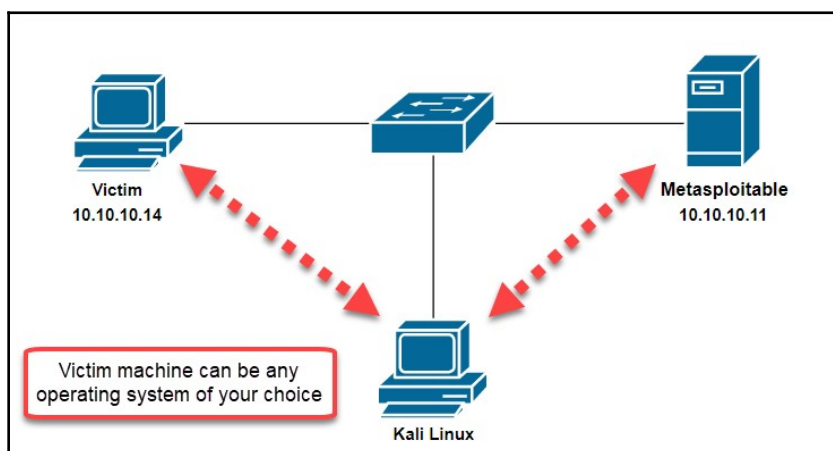 Victim
10.10.10.14
Metasploitable
10.10.10.11
Victim machine can be any
operating system of your choice
Kali Linux